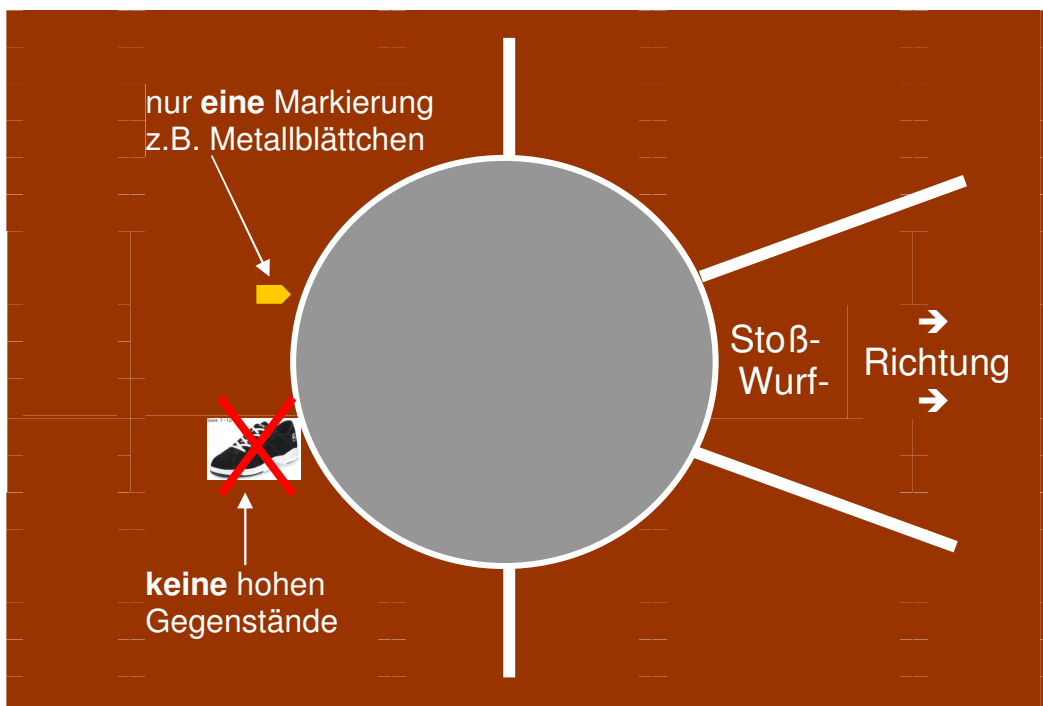 nur eine Markierung
z.B. Metallblättchen
Stoß-
Wurf-
➔
Richtung
➔
keine hohen
Gegenstände